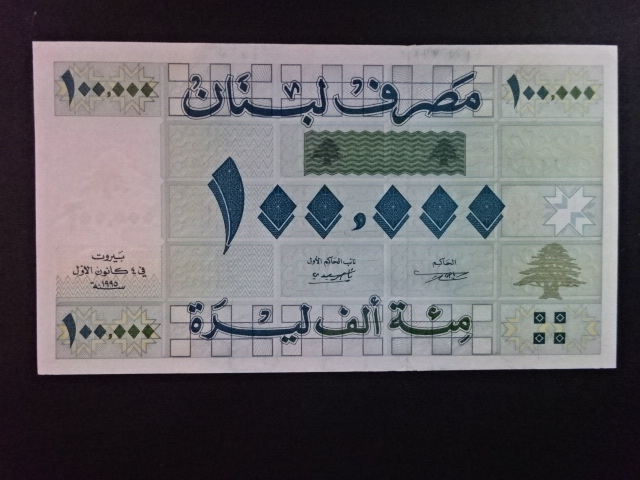 ١٠٠,٠٠٠ مصرف لبنان ١٠٠,٠٠٠
١٠٠,٠٠٠
الحاكم
نائب الحاكم الأول
بيروت
في ٤ كانون الأول
سنة ١٩٩٥
١٠٠,٠٠٠ مئة ألف ليرة